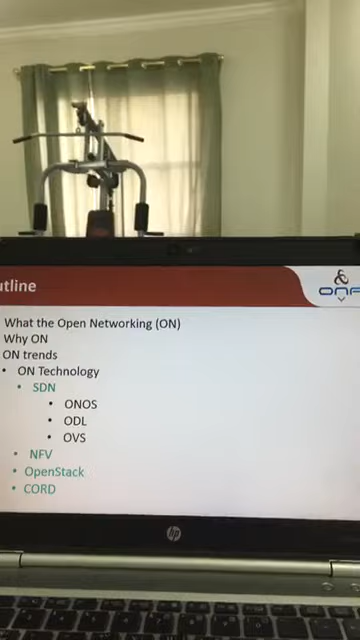 utline
What the Open Networking (ON)
Why ON
ON trends
• ON Technology
• SDN
• ONOS
• ODL
• OVS
• NFV
• OpenStack
• CORD
hp